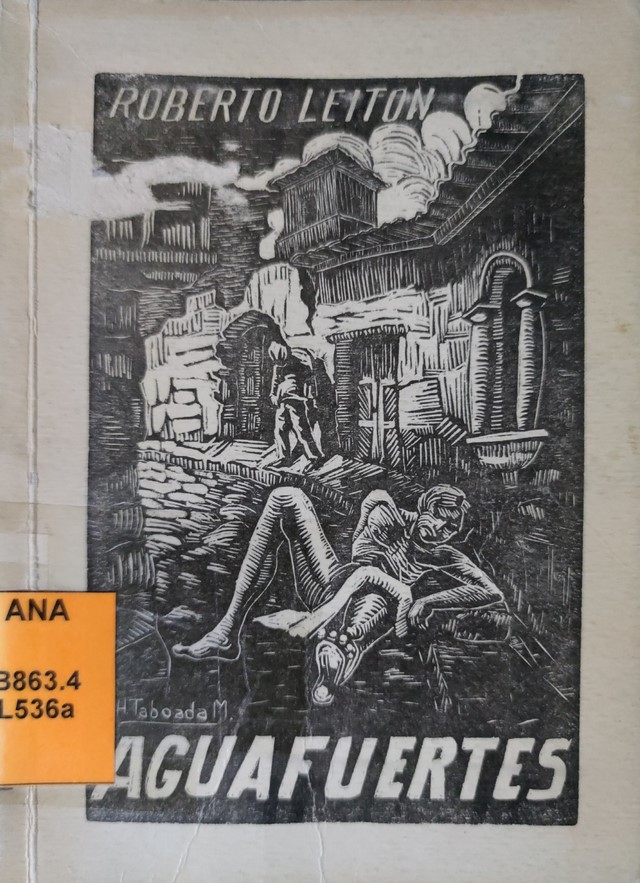 ROBERTO LEITON
ANA
B863.4
L536a
H Taboada M.
AGUAFUERTES